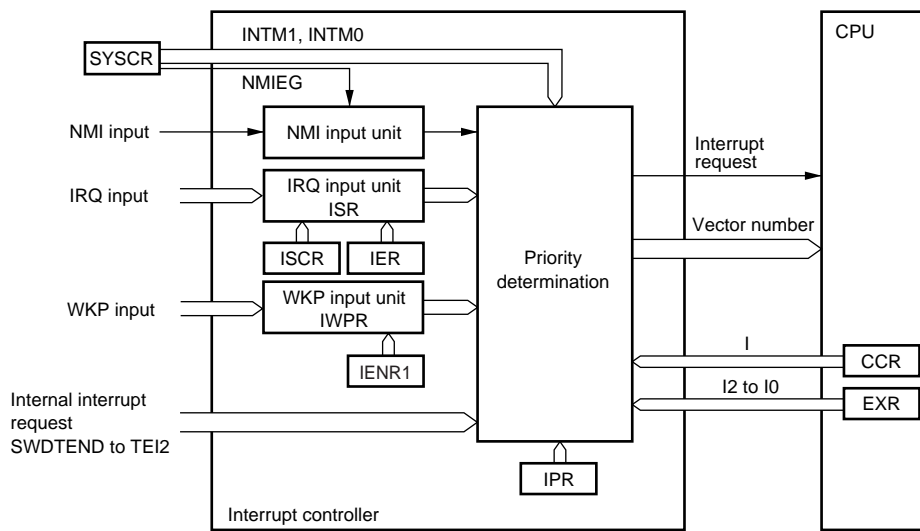 INTM1, INTM0
CPU
SYSCR
NMIEG
NMI input
NMI input unit
Interrupt
request
IRQ input
IRQ input unit
ISR
Vector number
ISCR
IER
Priority
determination
WKP input
WKP input unit
IWPR
I
CCR
IENR1
I2 to I0
EXR
Internal interrupt
request
SWDTEND to TEI2
IPR
Interrupt controller